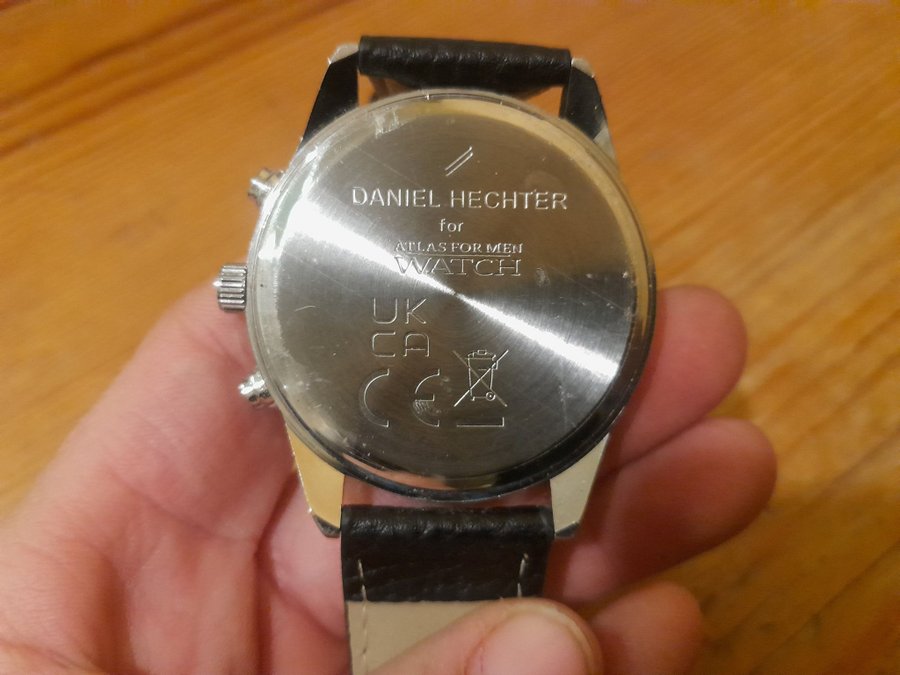 DANIEL HECHTER
for
ATLAS FOR MEN
WATCH
UK
CA
CE